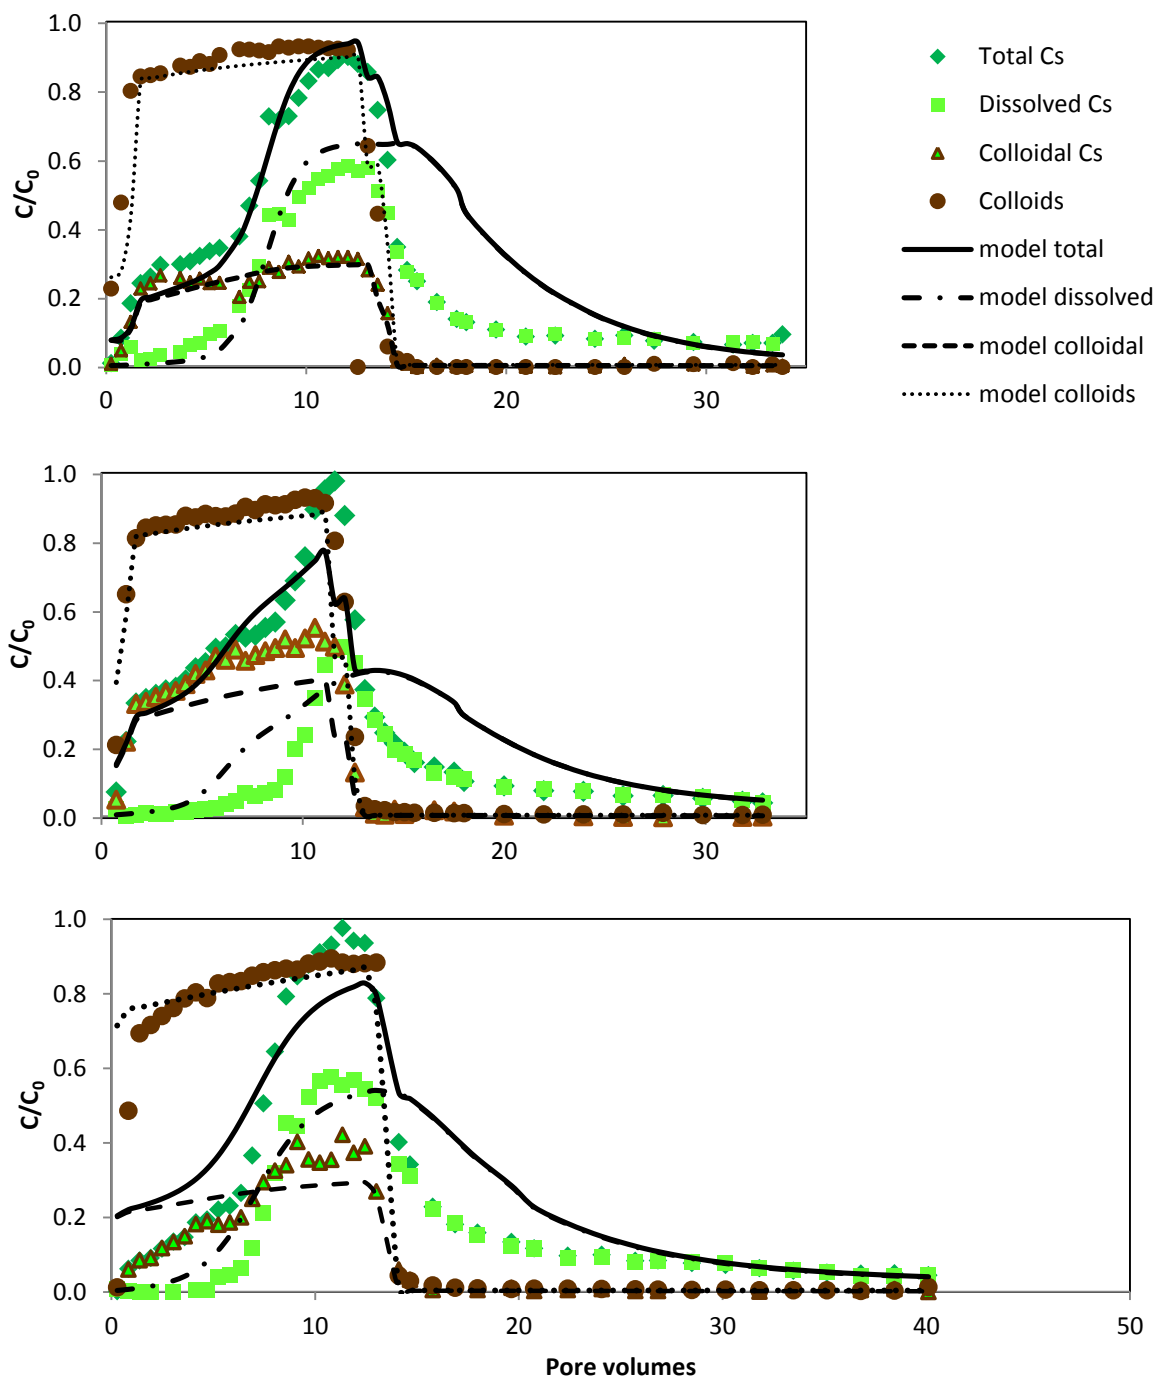 1.0
0.8
0.6
0.4
0.2
0.0
C/C0
0 10 20 30
Total Cs
Dissolved Cs
Colloidal Cs
Colloids
model total
model dissolved
model colloidal
model colloids
1.0
0.8
0.6
0.4
0.2
0.0
C/C0
0 10 20 30
1.0
0.8
0.6
0.4
0.2
0.0
C/C0
0 10 20 30 40 50
Pore volumes